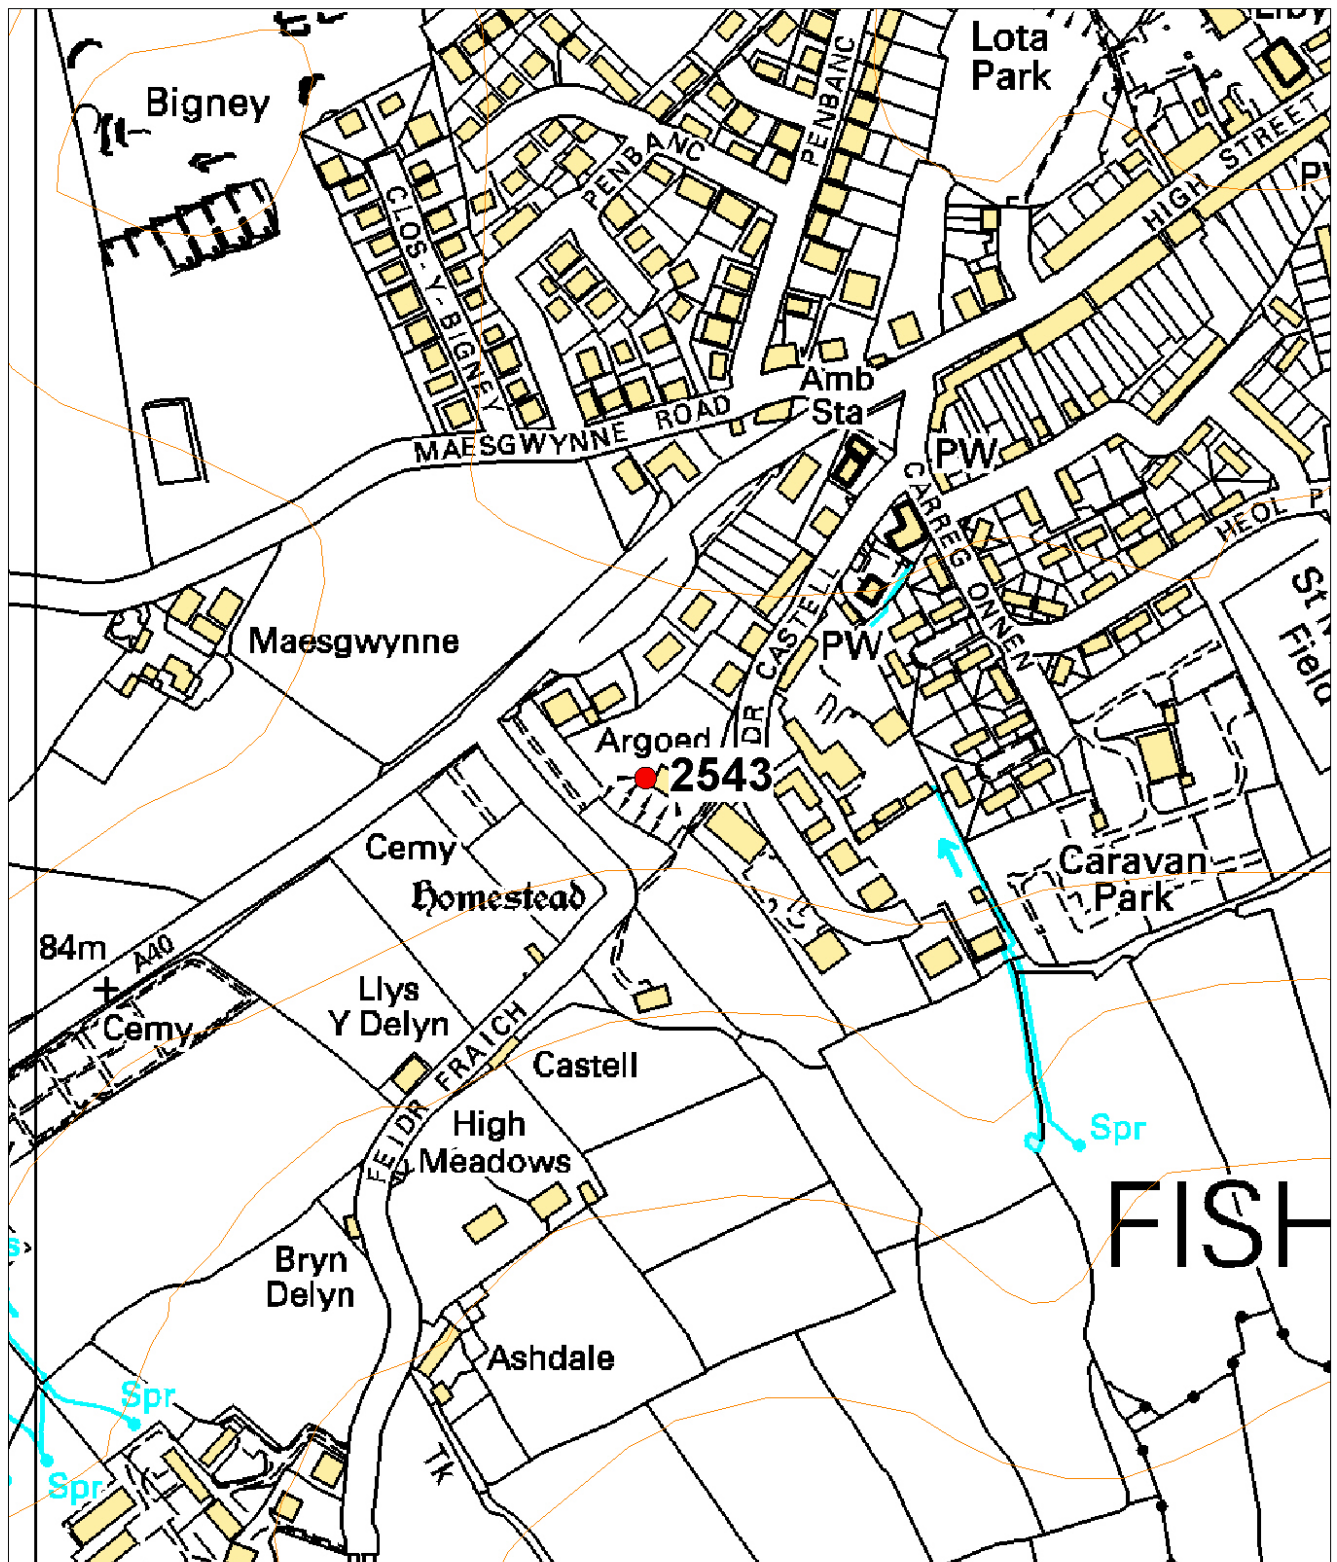 Lota
Park
Bigney
PENBANC
HIGH STREET
PENBANC
CLOS-Y-BIGNEY
Amb
Sta
MAESGWYNNE ROAD
PW
CARREG ONNEN
HEOL
Maesgwynne
PW
DR CASTELL
Field
Argoed
2543
Cemy
Homestead
Caravan
Park
84m
A40
Cemy
Llys
Y Delyn
FEIDR FRAICH
Castell
High
Meadows
Spr
FISH
Bryn
Delyn
Ashdale
Spr
Tk
Spr